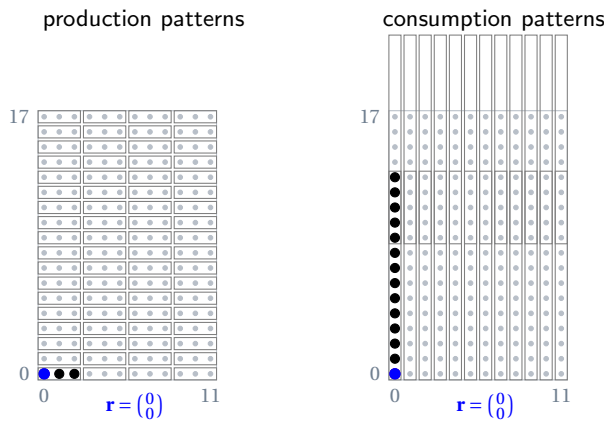 production patterns
17
0
0
11
r = (0 0)
consumption patterns
17
0
0
11
r = (0 0)